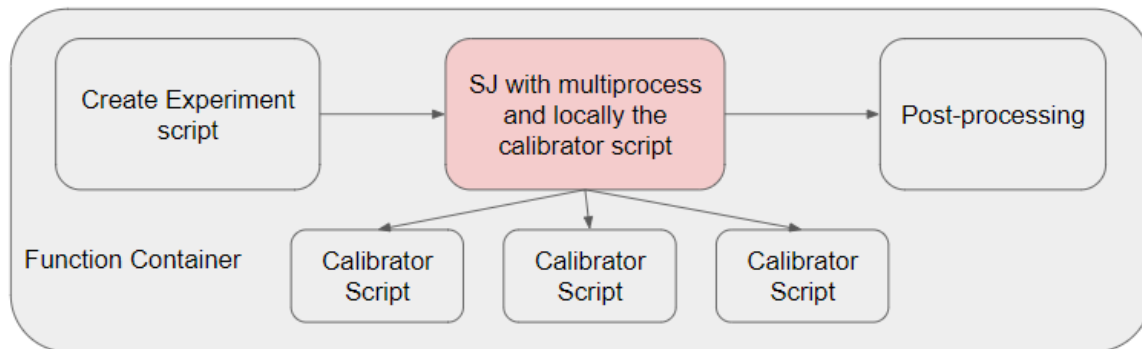 Create Experiment
script
SJ with multiprocess
and locally the
calibrator script
Post-processing
Function Container
Calibrator
Script
Calibrator
Script
Calibrator
Script